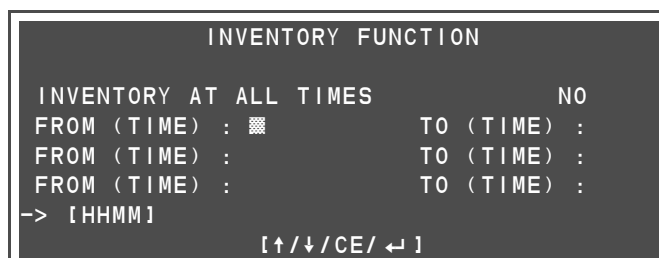 INVENTORY FUNCTION
INVENTORY AT ALL TIMES NO
FROM (TIME) : TO (TIME) :
FROM (TIME) : TO (TIME) :
FROM (TIME) : TO (TIME) :
-> [HHMM]
[↑/↓/CE/↵]